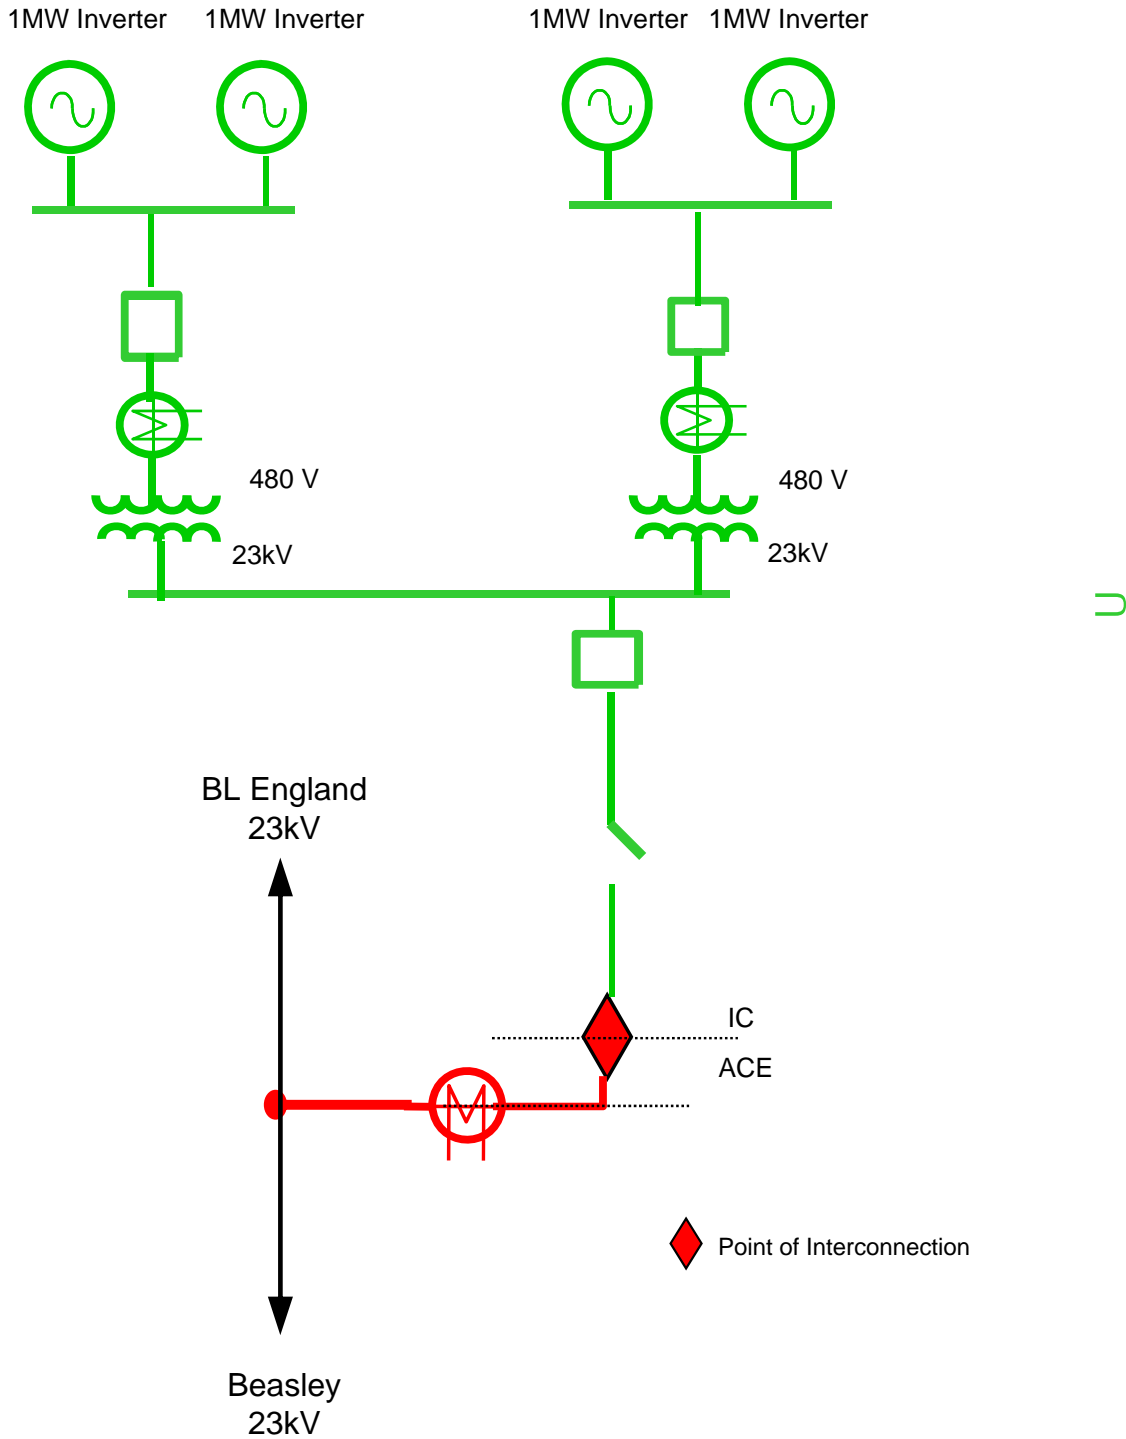 1MW Inverter
1MW Inverter
1MW Inverter
1MW Inverter
480 V
480 V
23kV
23kV
BL England
23kV
IC
ACE
Point of Interconnection
Beasley
23kV